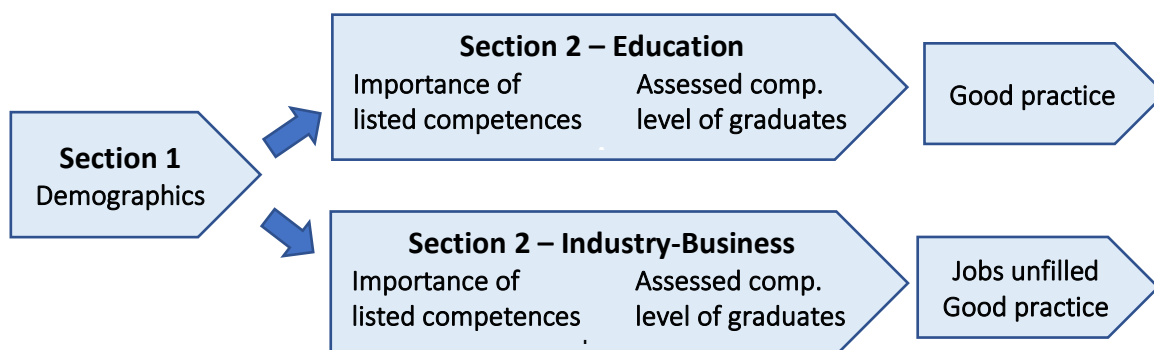 Section 1
Demographics
Section 2 – Education
Importance of listed competences
Assessed comp. level of graduates
Good practice
Section 2 – Industry-Business
Importance of listed competences
Assessed comp. level of graduates
Jobs unfilled
Good practice